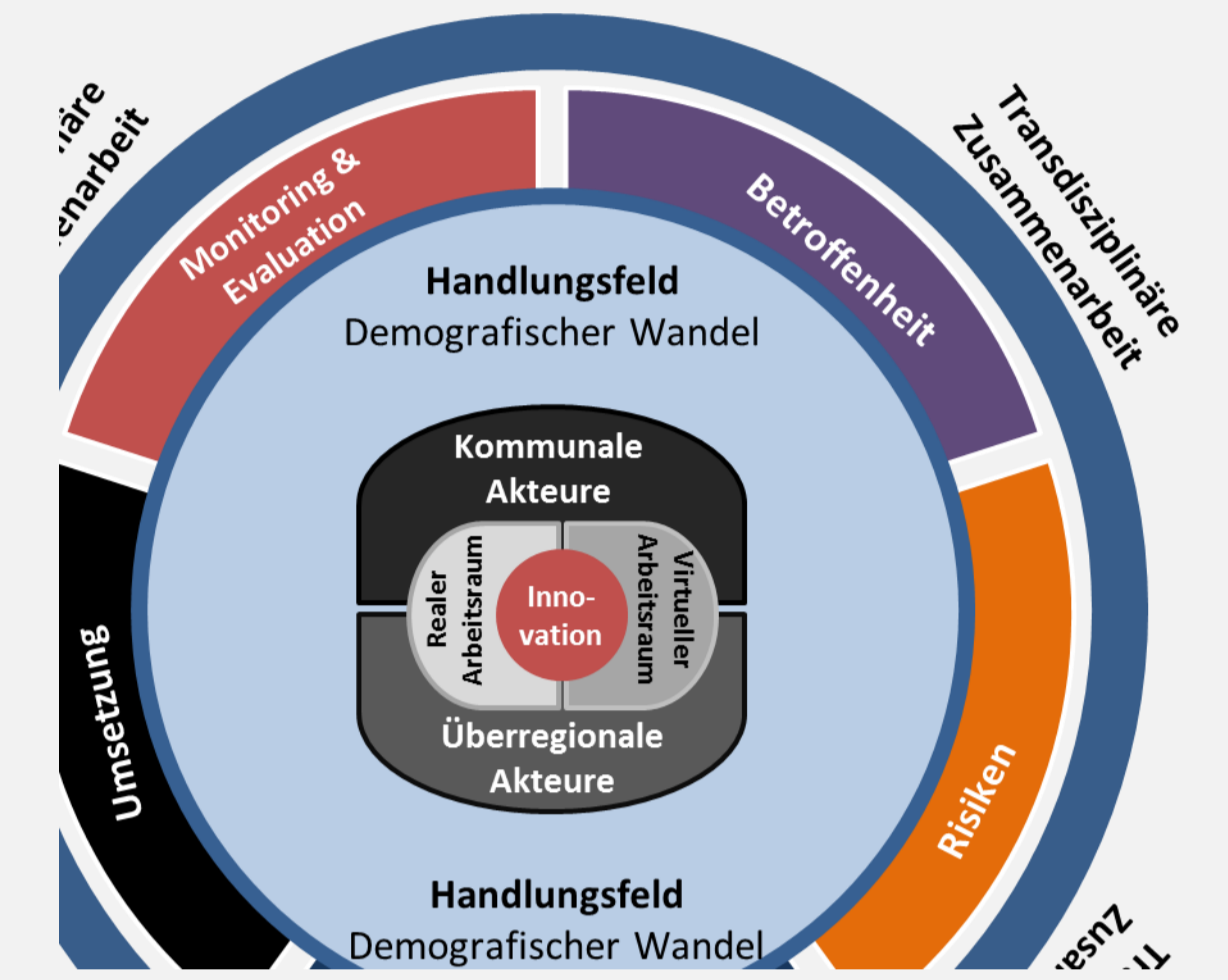 Monitoring &
Evaluation
Betroffenheit
Transdisziplinäre
Zusammenarbeit
Handlungsfeld
Demografischer Wandel
Kommunale
Akteure
Realer
Arbeitsraum
Inno-
vation
Virtueller
Arbeitsraum
Überregionale
Akteure
Umsetzung
Risiken
Handlungsfeld
Demografischer Wandel